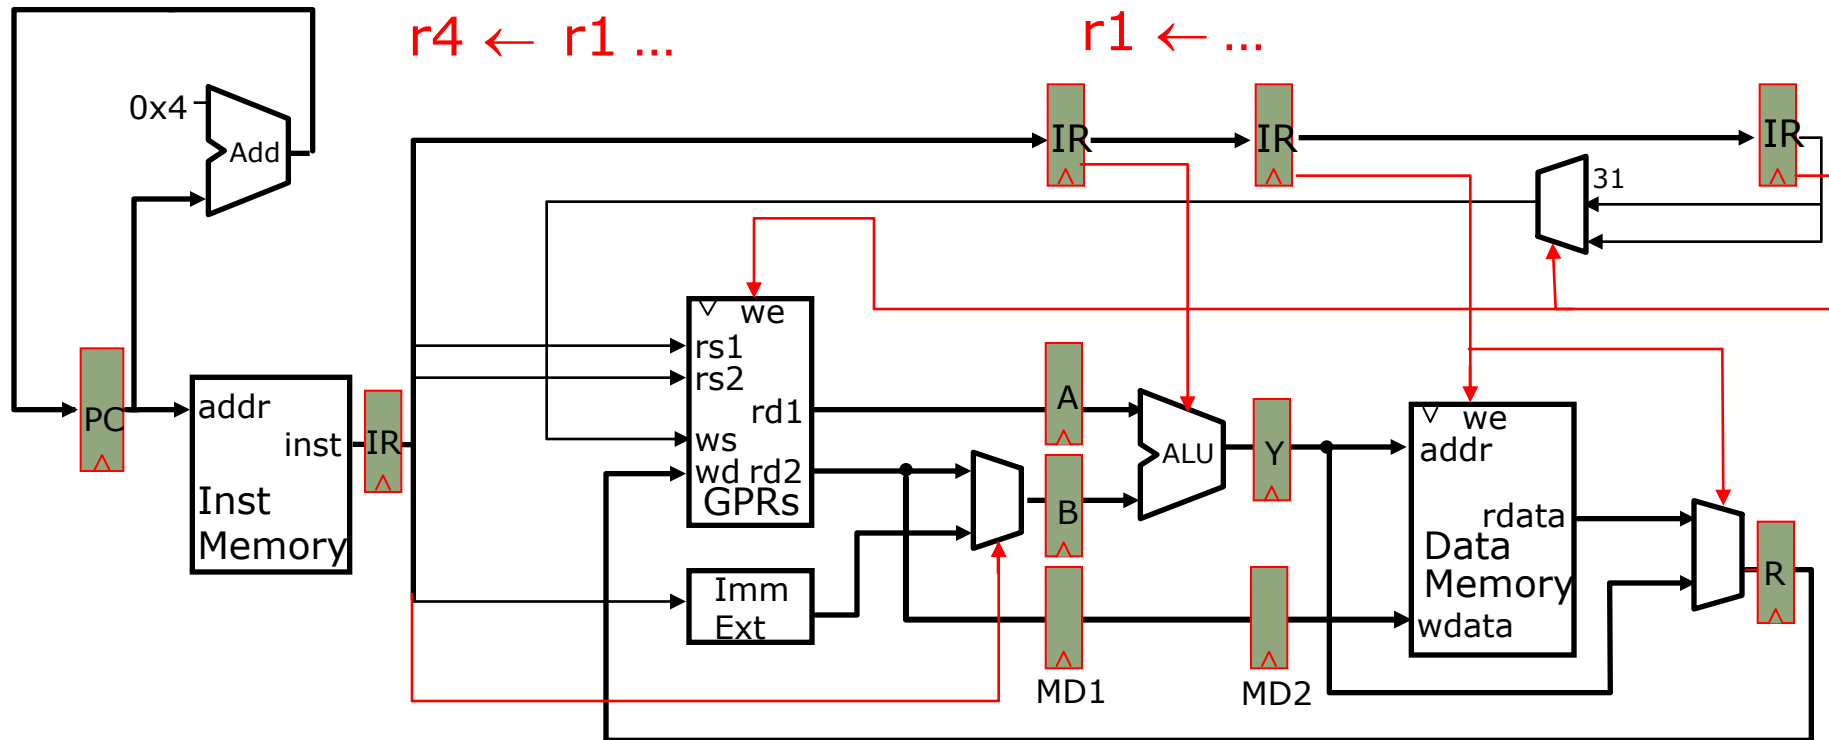 r4 ← r1 ...
r1 ← ...
0x4
Add
IR
IR
IR
31
we
rs1
rs2
rd1
ws
wd rd2
GPRs
PC
addr
inst
Inst
Memory
IR
A
B
ALU
Y
we
addr
rdata
Data
Memory
wdata
R
Imm
Ext
MD1
MD2